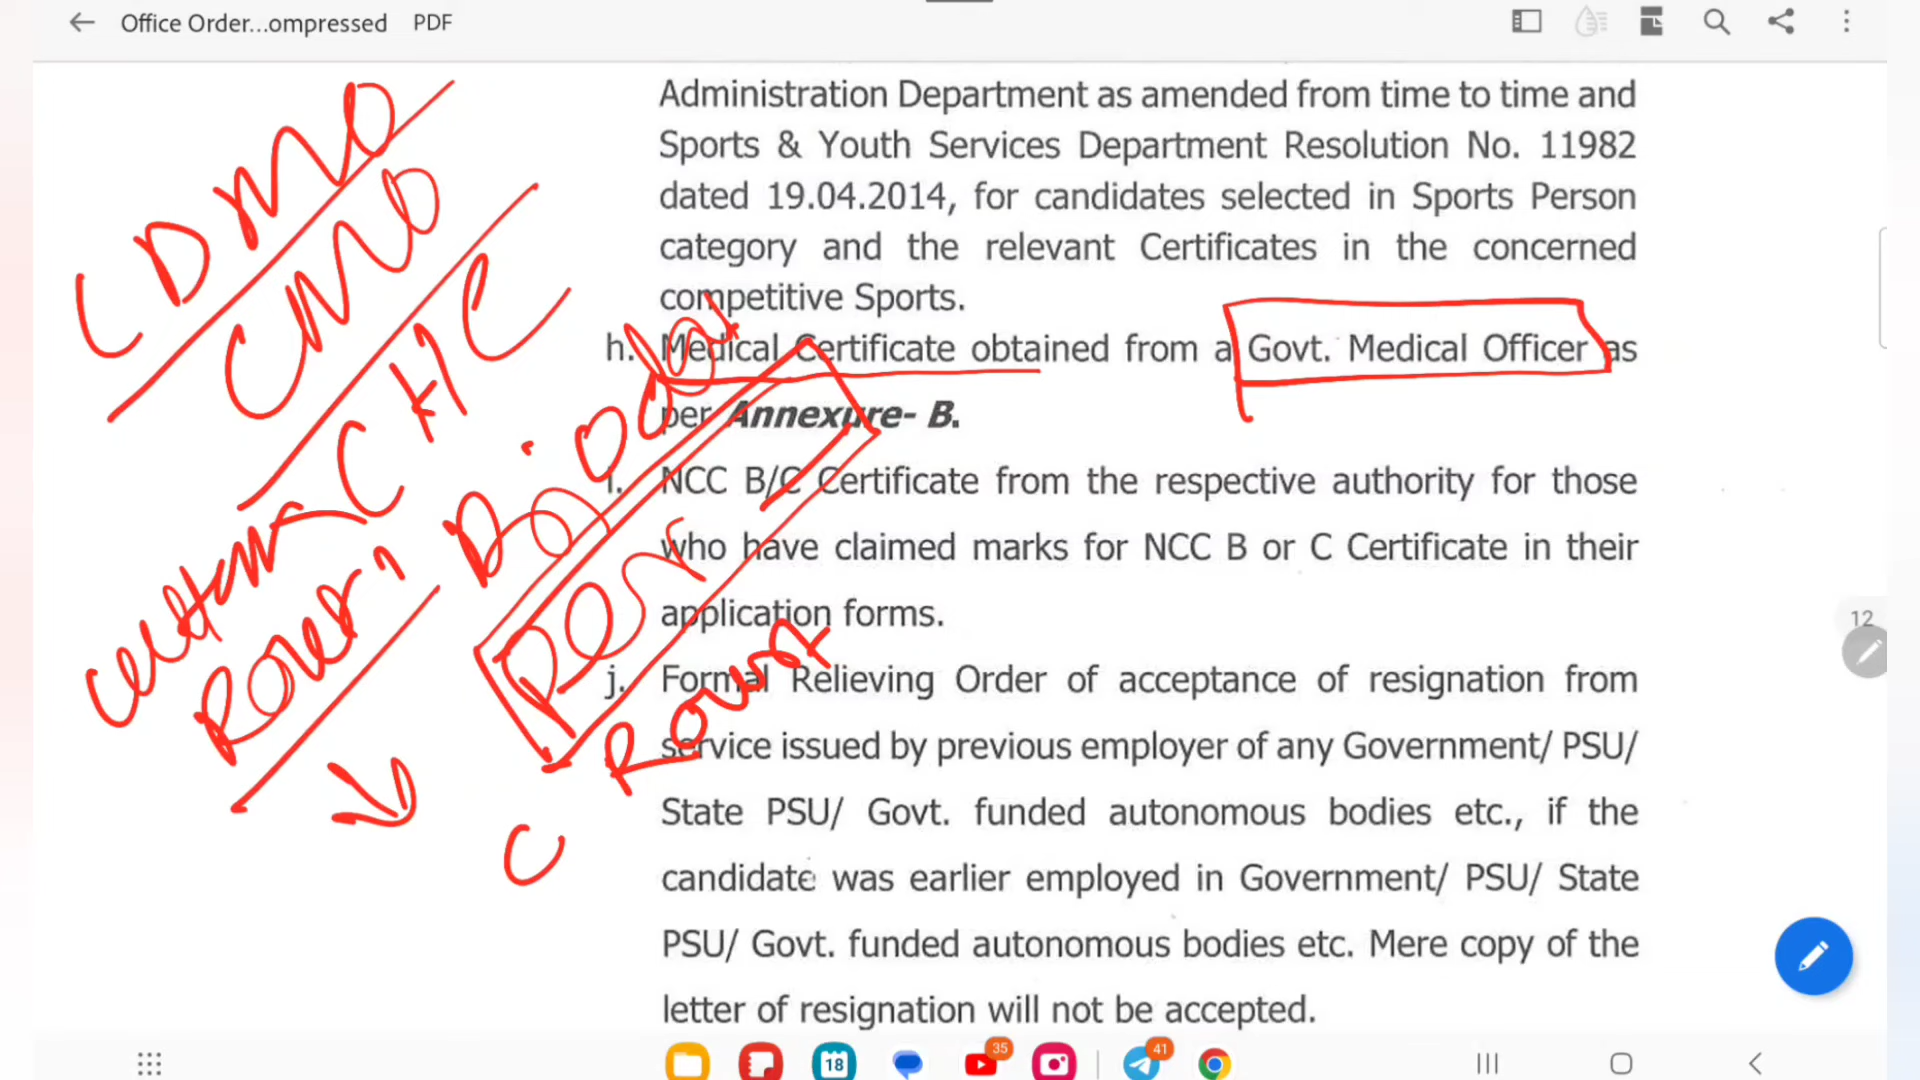 Office Order...ompressed PDF
Administration Department as amended from time to time and
Sports & Youth Services Department Resolution No. 11982
dated 19.04.2014, for candidates selected in Sports Person
category and the relevant Certificates in the concerned
competitive Sports.
h. Medical Certificate obtained from a Govt. Medical Officer as
per Annexure- B.
i. NCC B/C Certificate from the respective authority for those
who have claimed marks for NCC B or C Certificate in their
application forms.
j. Formal Relieving Order of acceptance of resignation from
service issued by previous employer of any Government/ PSU/
State PSU/ Govt. funded autonomous bodies etc., if the
candidate was earlier employed in Government/ PSU/ State
PSU/ Govt. funded autonomous bodies etc. Mere copy of the
letter of resignation will not be accepted.
CDMO
CMO
CHC
C
12
18
35
41